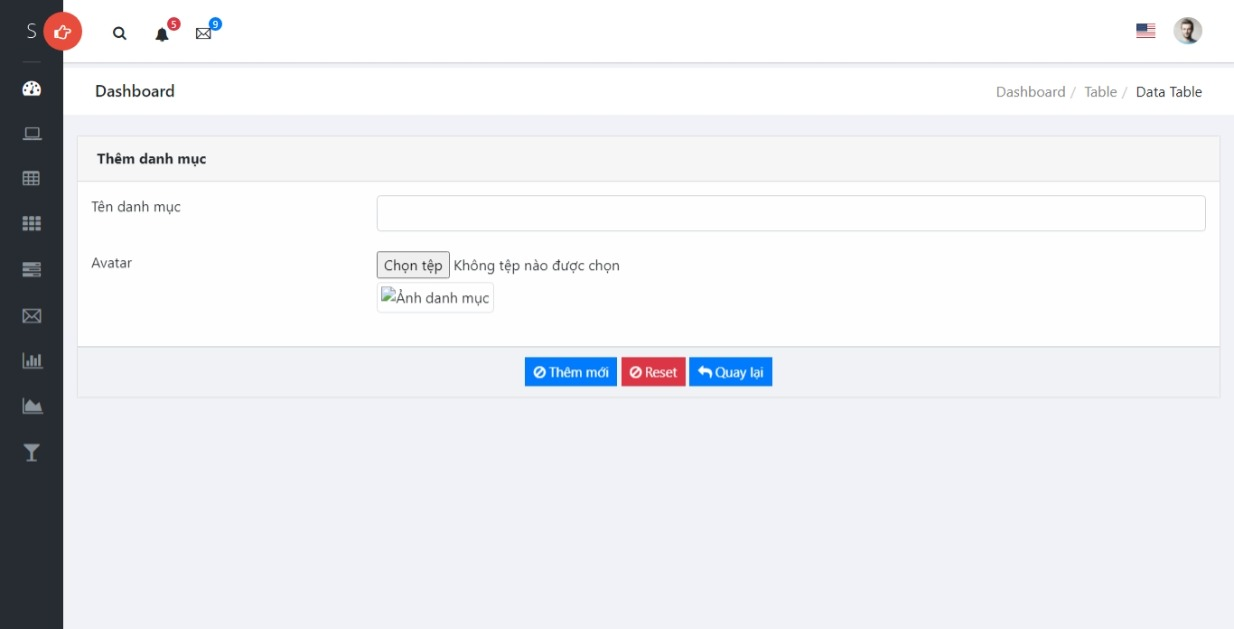 S
5
9
Dashboard
Dashboard / Table / Data Table
Thêm danh mục
Tên danh mục
Avatar
Chọn tệp Không tệp nào được chọn
Ảnh danh mục
Thêm mới Reset Quay lại